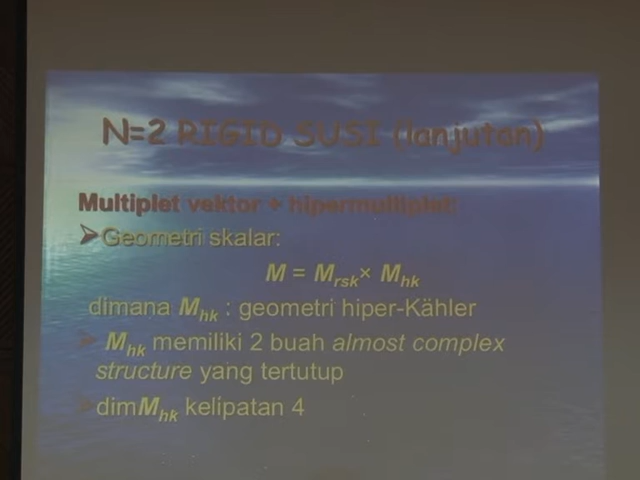 N=2 RIGID SUSI (lanjutan)
Multiplet vektor + hipermultiplet:
➢Geometri skalar:
M = Mrsk× Mhk
dimana Mhk : geometri hiper-Kähler
➢ Mhk memiliki 2 buah almost complex
structure yang tertutup
➢dimMhk kelipatan 4